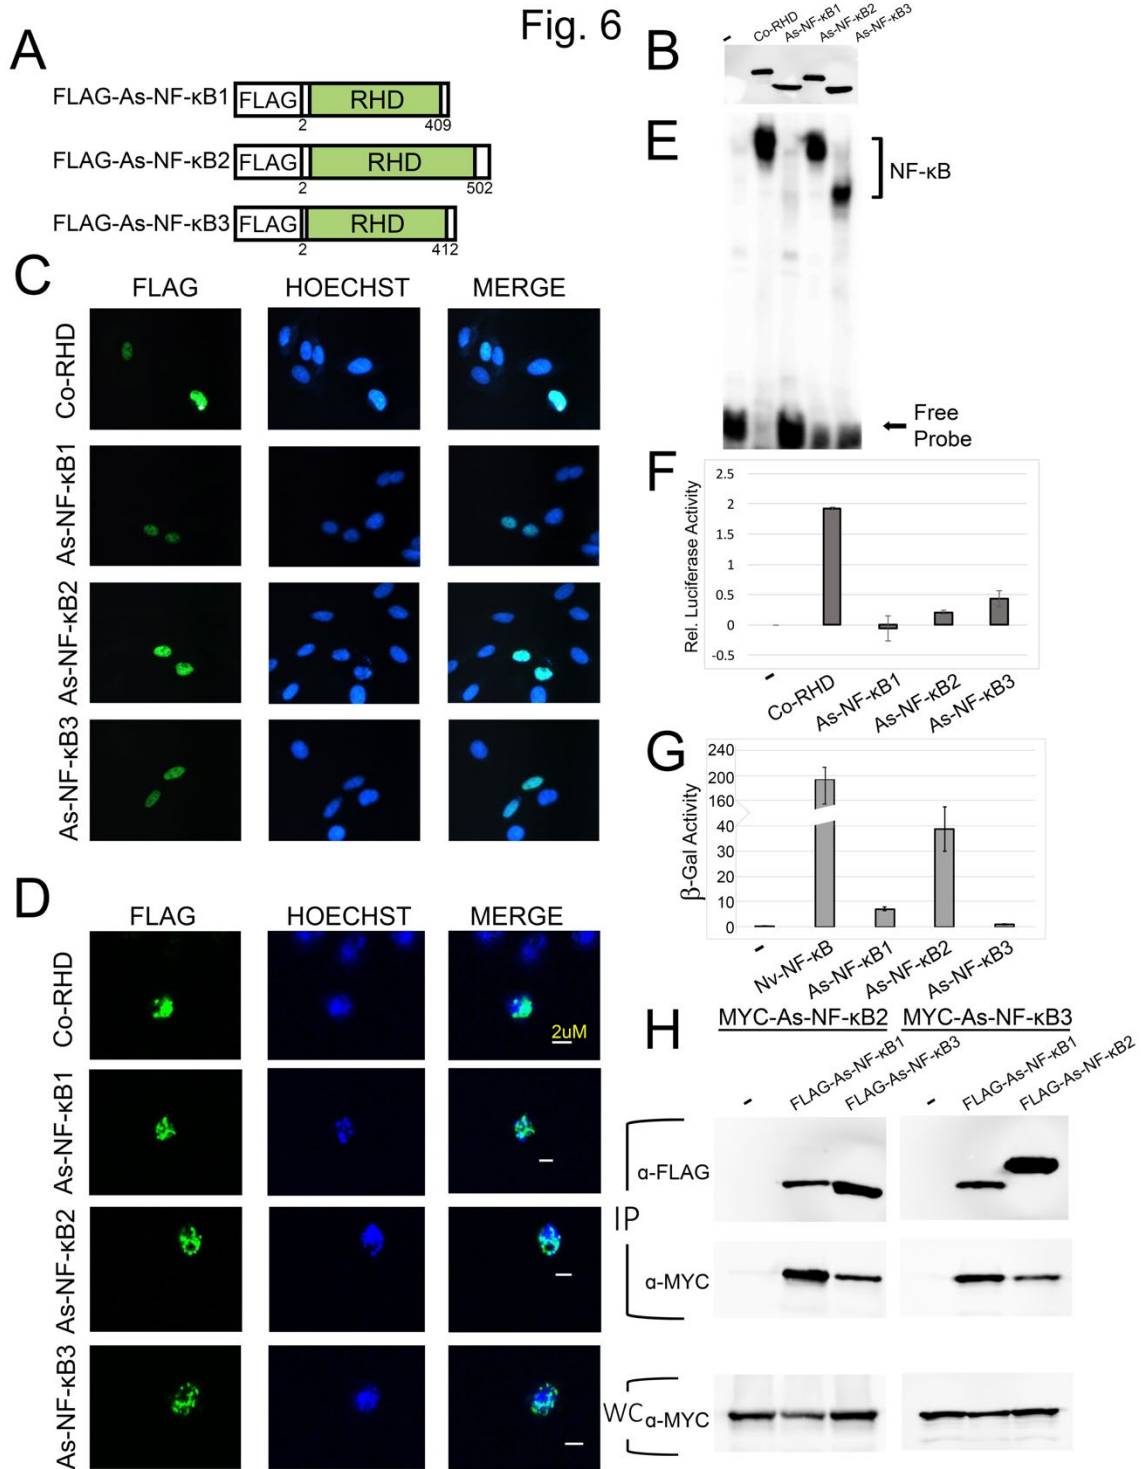 Fig. 6
A
FLAG-As-NF-κB1
FLAG
RHD
2
409
FLAG-As-NF-κB2
FLAG
RHD
2
502
FLAG-As-NF-κB3
FLAG
RHD
2
412
B
-
Co-RHD
As-NF-κB1
As-NF-κB2
As-NF-κB3
E
NF-κB
Free
Probe
C
FLAG
HOECHST
MERGE
Co-RHD
As-NF-κB1
As-NF-κB2
As-NF-κB3
F
Rel. Luciferase Activity
2.5
2
1.5
1
0.5
0
-0.5
-
Co-RHD
As-NF-κB1
As-NF-κB2
As-NF-κB3
G
β-Gal Activity
240
200
160
40
30
20
10
0
-
Nv-NF-κB
As-NF-κB1
As-NF-κB2
As-NF-κB3
D
FLAG
HOECHST
MERGE
Co-RHD
2uM
As-NF-κB1
As-NF-κB2
As-NF-κB3
H
MYC-As-NF-κB2
MYC-As-NF-κB3
-
FLAG-As-NF-κB1
FLAG-As-NF-κB3
-
FLAG-As-NF-κB1
FLAG-As-NF-κB2
IP
α-FLAG
α-MYC
WC
α-MYC